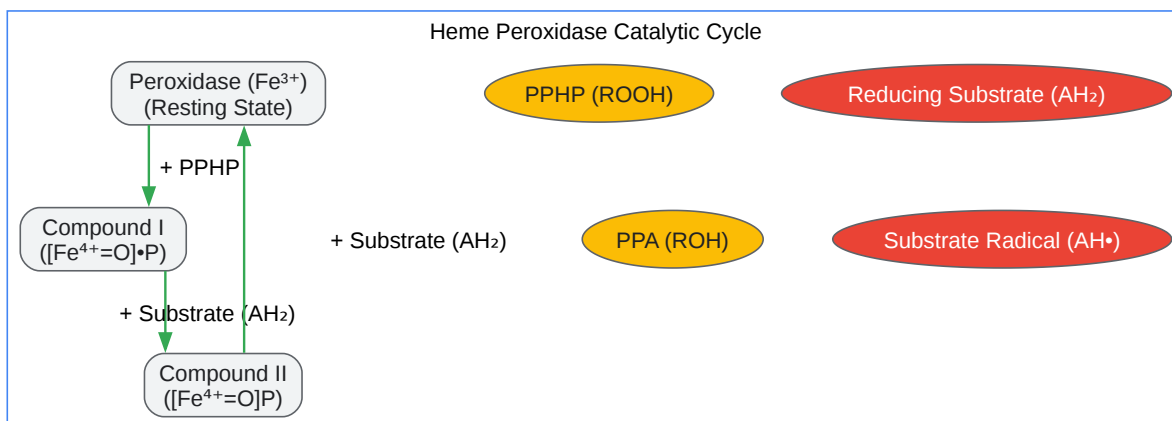 Heme Peroxidase Catalytic Cycle
Peroxidase (Fe³⁺)
(Resting State)
PPHP (ROOH)
Reducing Substrate (AH₂)
+ PPHP
Compound I
([Fe⁴⁺=O]•P)
+ Substrate (AH₂)
PPA (ROH)
Substrate Radical (AH•)
+ Substrate (AH₂)
Compound II
([Fe⁴⁺=O]P)